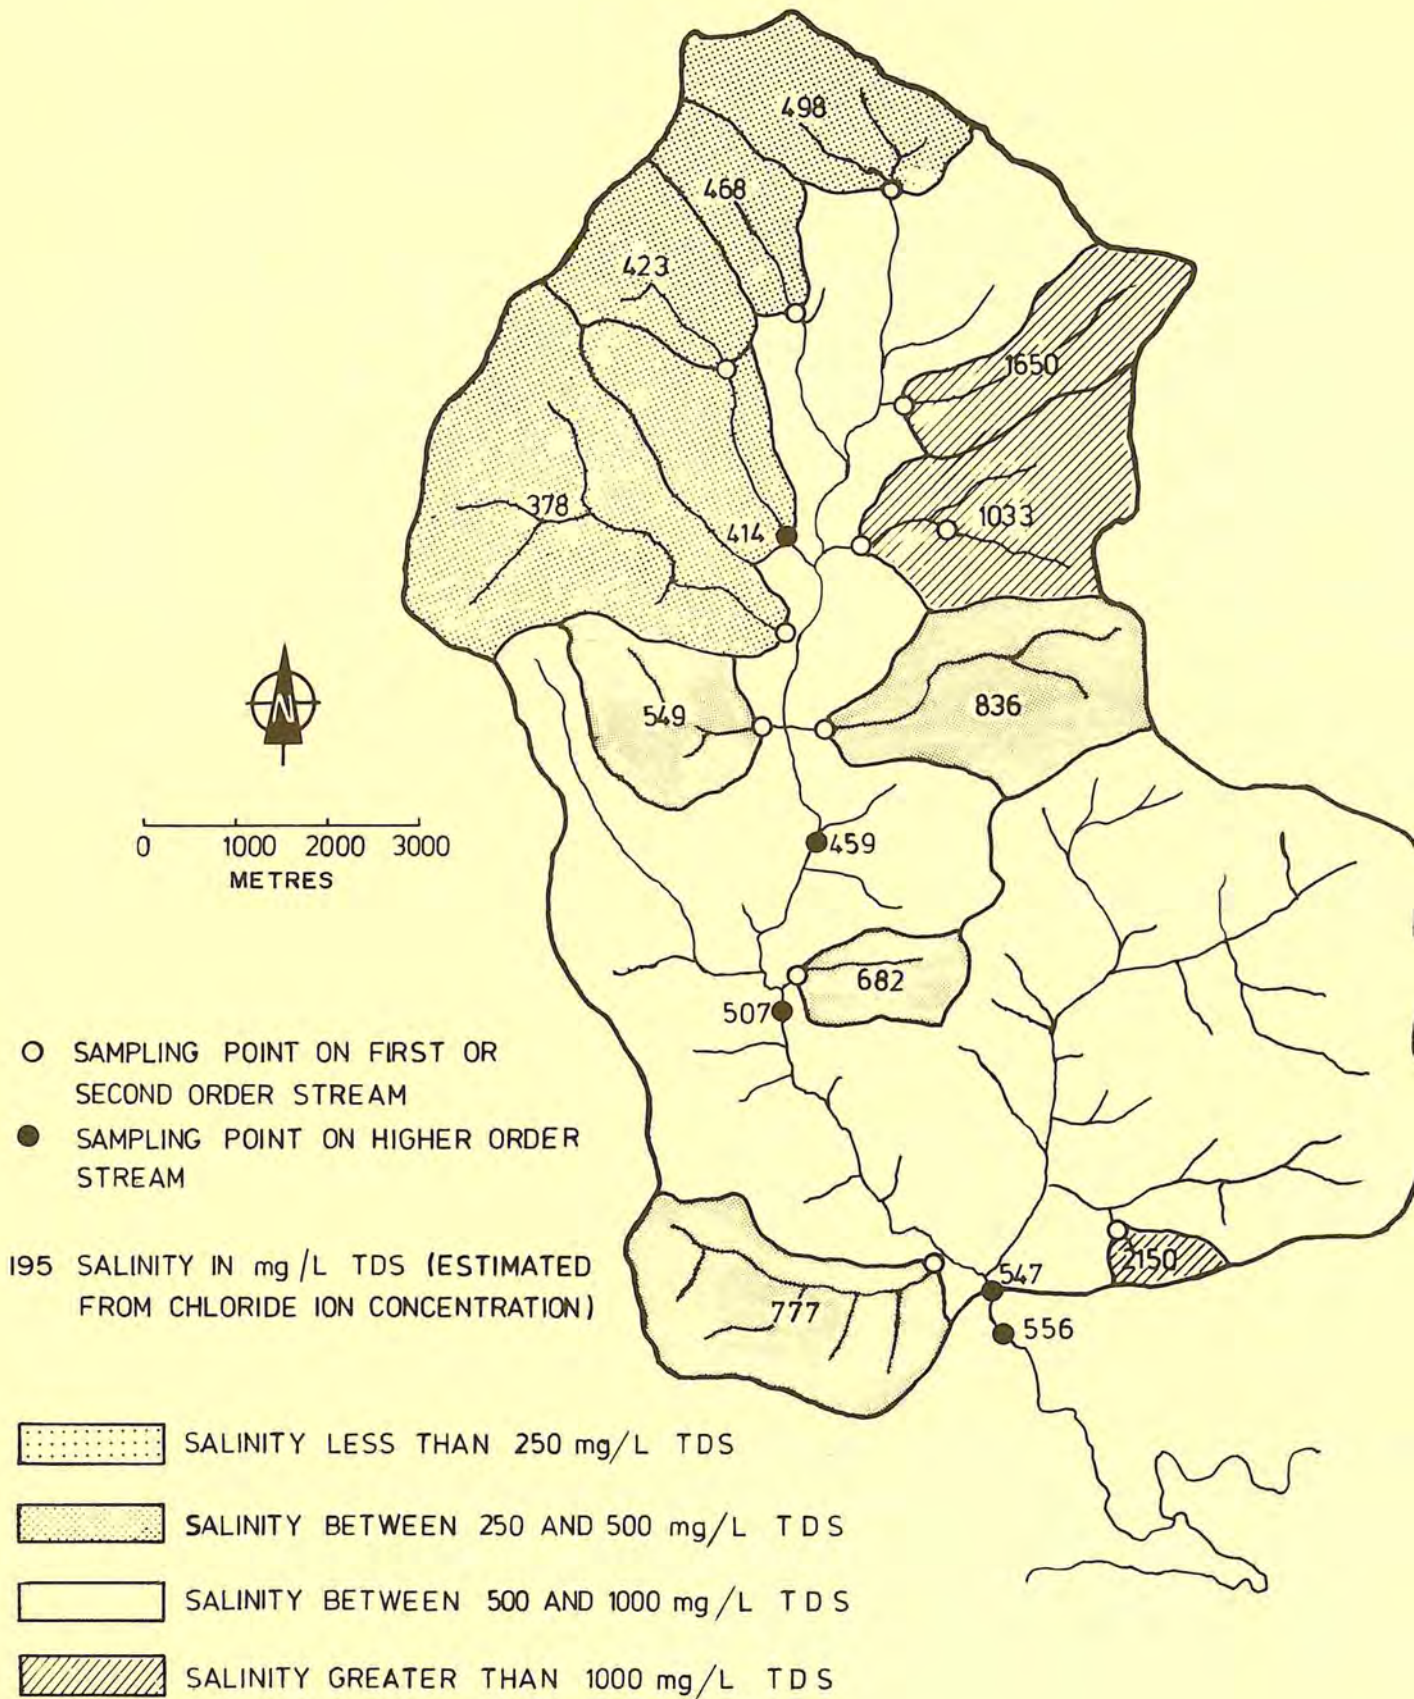 498
468
423
1650
378
1033
414
549
836
N
459
0 1000 2000 3000
METRES
682
507
SAMPLING POINT ON FIRST OR
SECOND ORDER STREAM
SAMPLING POINT ON HIGHER ORDER
STREAM
195 SALINITY IN mg/L TDS (ESTIMATED
FROM CHLORIDE ION CONCENTRATION)
2150
547
777
556
SALINITY LESS THAN 250 mg/L TDS
SALINITY BETWEEN 250 AND 500 mg/L TDS
SALINITY BETWEEN 500 AND 1000 mg/L TDS
SALINITY GREATER THAN 1000 mg/L TDS